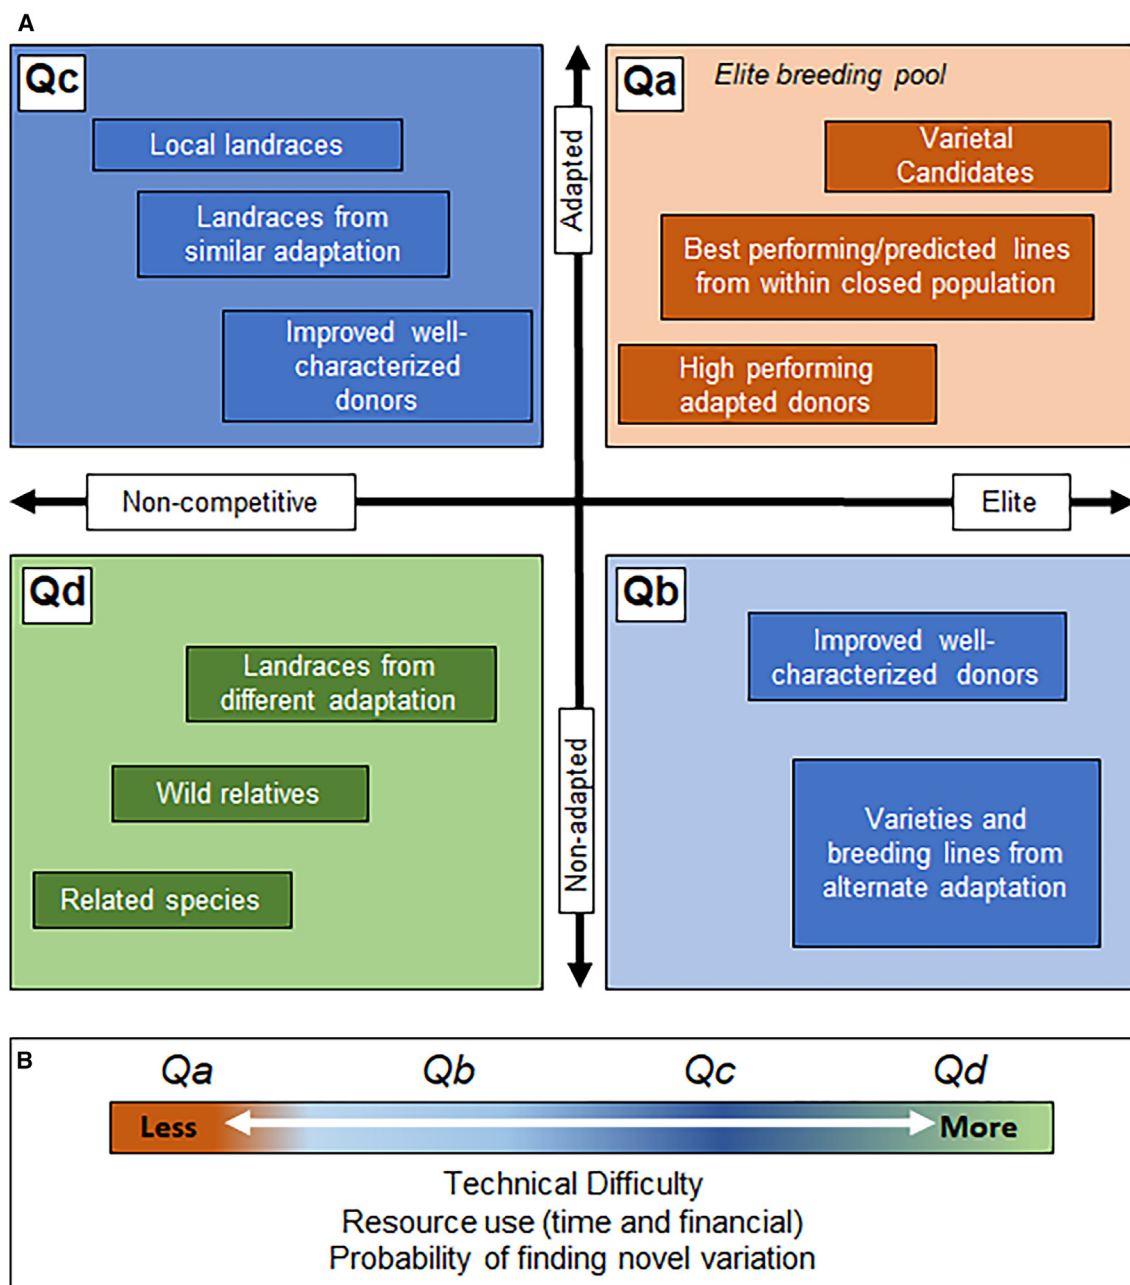 A
Qc
Local landraces
Landraces from
similar adaptation
Improved well-
characterized
donors
Adapted
Qa
Elite breeding pool
Varietal
Candidates
Best performing/predicted lines
from within closed population
High performing
adapted donors
Non-competitive
Elite
Qd
Landraces from
different adaptation
Wild relatives
Related species
Non-adapted
Qb
Improved well-
characterized donors
Varieties and
breeding lines from
alternate adaptation
B
Qa Qb Qc Qd
Less More
Technical Difficulty
Resource use (time and financial)
Probability of finding novel variation